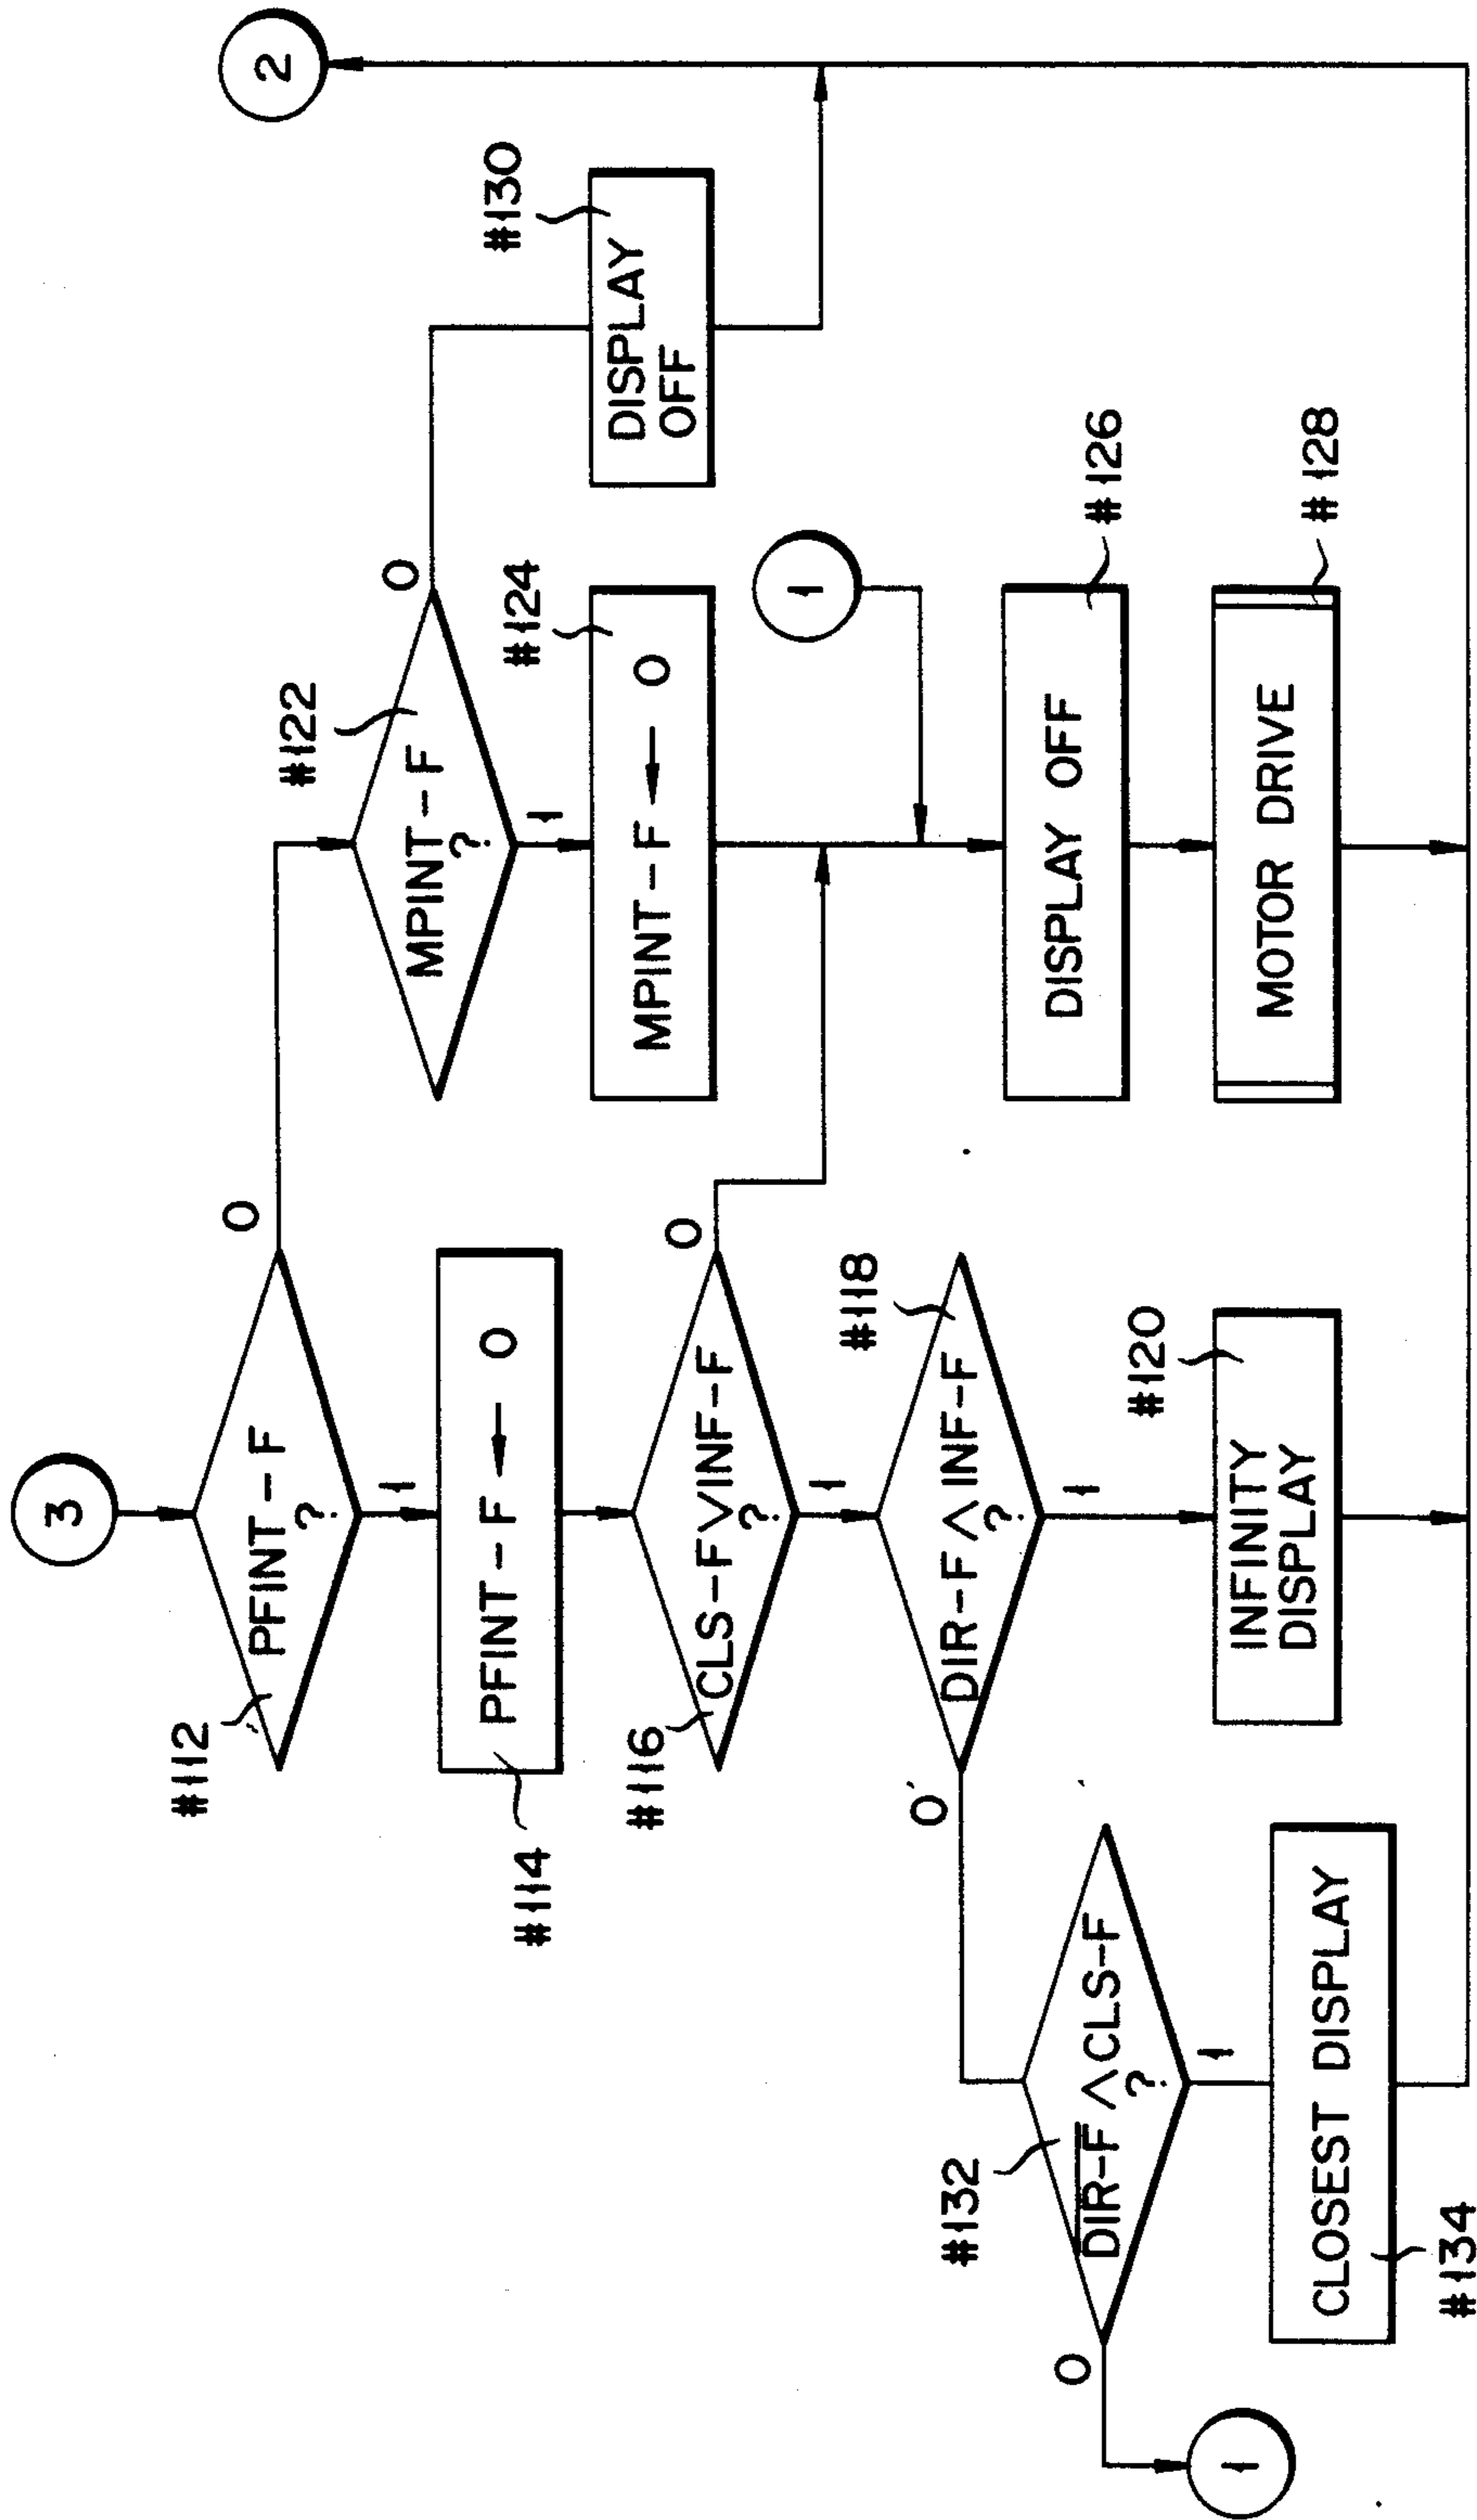 3
#112
PFINT-F
?
0
1
#114
PFINT-F ← 0
#116
CLS-F∨INF-F
?
0
1
#118
DIR-F∧INF-F
?
0
1
#120
INFINITY
DISPLAY
#132
D̅I̅R̅-̅F̅∧CLS-F
?
0
1
1
CLOSEST DISPLAY
#134
#122
MPINT-F
?
0
1
#124
MPINT-F ← 0
1
DISPLAY OFF
#126
MOTOR DRIVE
#128
#130
DISPLAY
OFF
2